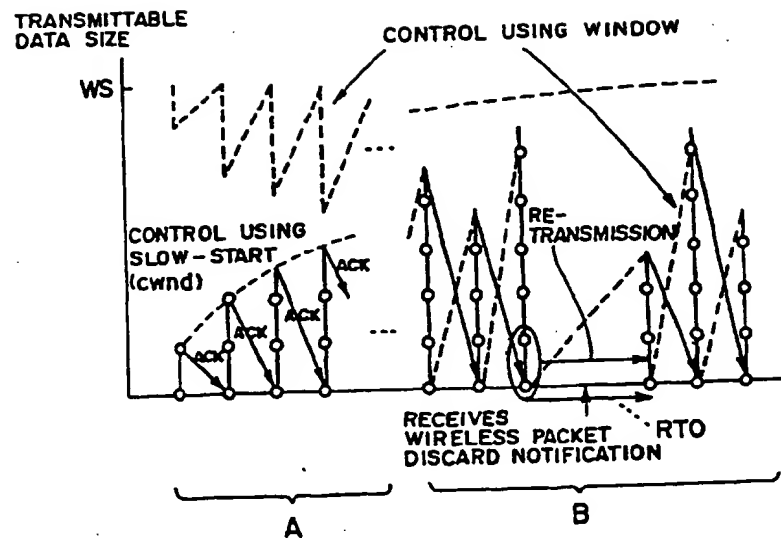 TRANSMITTABLE
DATA SIZE
CONTROL USING WINDOW
WS
CONTROL USING
SLOW-START
(cwnd)
ACK
ACK
ACK
ACK
RE-
TRANSMISSION
RECEIVES
WIRELESS PACKET
DISCARD NOTIFICATION
RTO
A
B